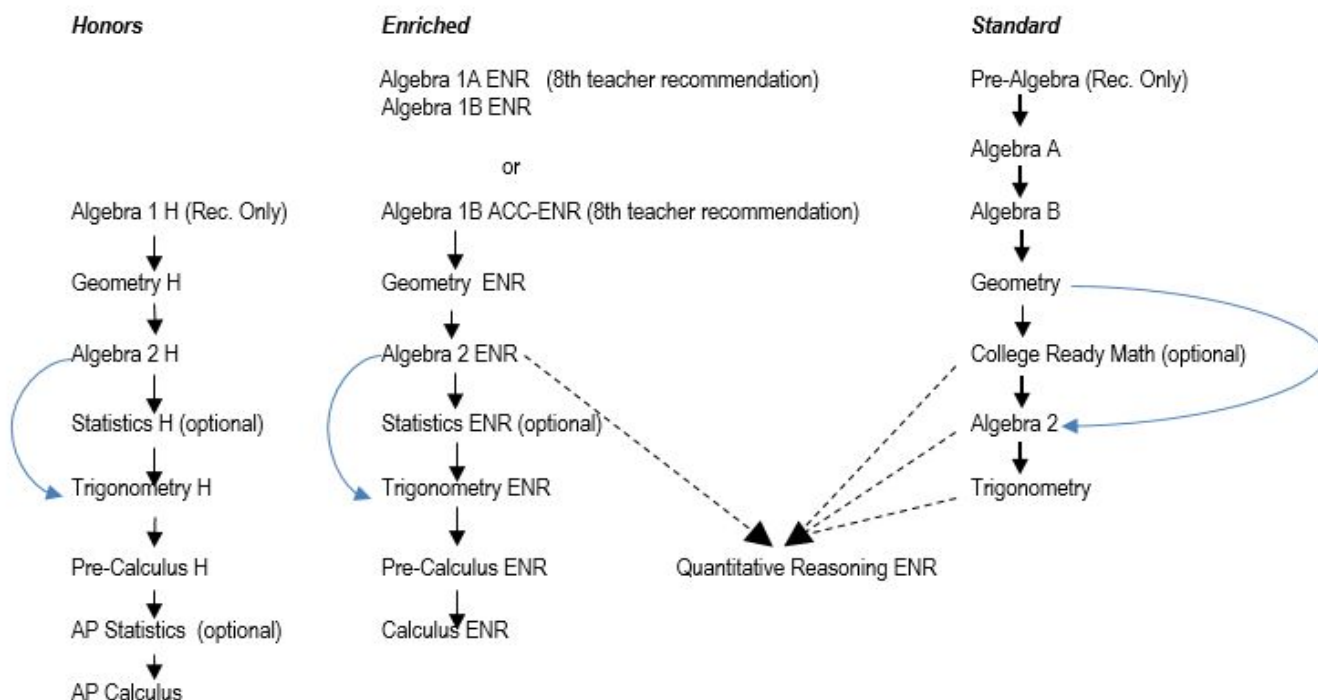 Honors
Algebra 1 H (Rec. Only)
Geometry H
Algebra 2 H
Statistics H (optional)
Trigonometry H
Pre-Calculus H
AP Statistics (optional)
AP Calculus
Enriched
Algebra 1A ENR (8th teacher recommendation)
Algebra 1B ENR
or
Algebra 1B ACC-ENR (8th teacher recommendation)
Geometry ENR
Algebra 2 ENR
Statistics ENR (optional)
Trigonometry ENR
Pre-Calculus ENR
Calculus ENR
Quantitative Reasoning ENR
Standard
Pre-Algebra (Rec. Only)
Algebra A
Algebra B
Geometry
College Ready Math (optional)
Algebra 2
Trigonometry